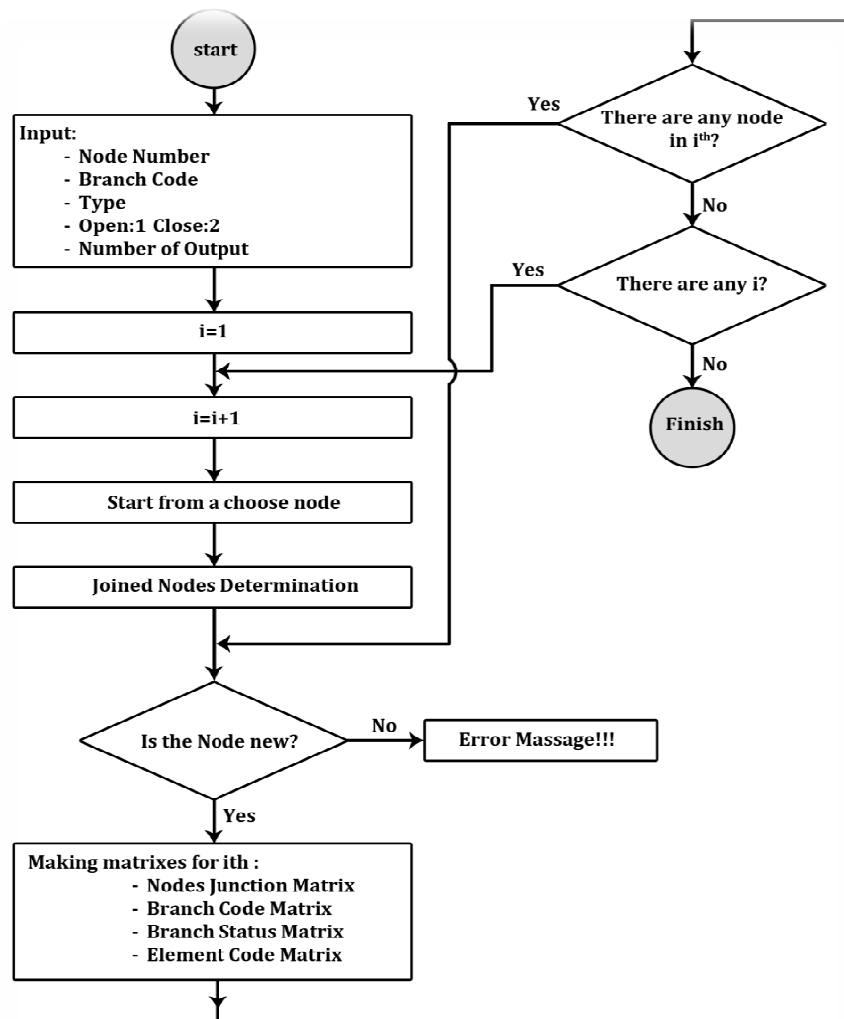 start
Input:
- Node Number
- Branch Code
- Type
- Open:1 Close:2
- Number of Output
i=1
i=i+1
Start from a choose node
Joined Nodes Determination
Is the Node new?
No
Error Massage!!!
Yes
Making matrixes for ith :
- Nodes Junction Matrix
- Branch Code Matrix
- Branch Status Matrix
- Element Code Matrix
Yes
There are any node
in iᵗʰ?
No
Yes
There are any i?
No
Finish